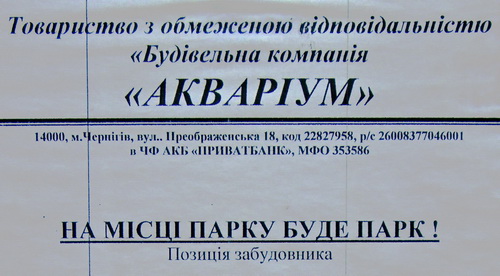 Товариство з обмеженою відповідальністю
«Будівельна компанія
«АКВАРІУМ»
14000, м.Чернігів, вул.. Преображенська 18, код 22827958, р/с 26008377046001
в ЧФ АКБ «ПРИВАТБАНК», МФО 353586
НА МІСЦІ ПАРКУ БУДЕ ПАРК !
Позиція забудовника